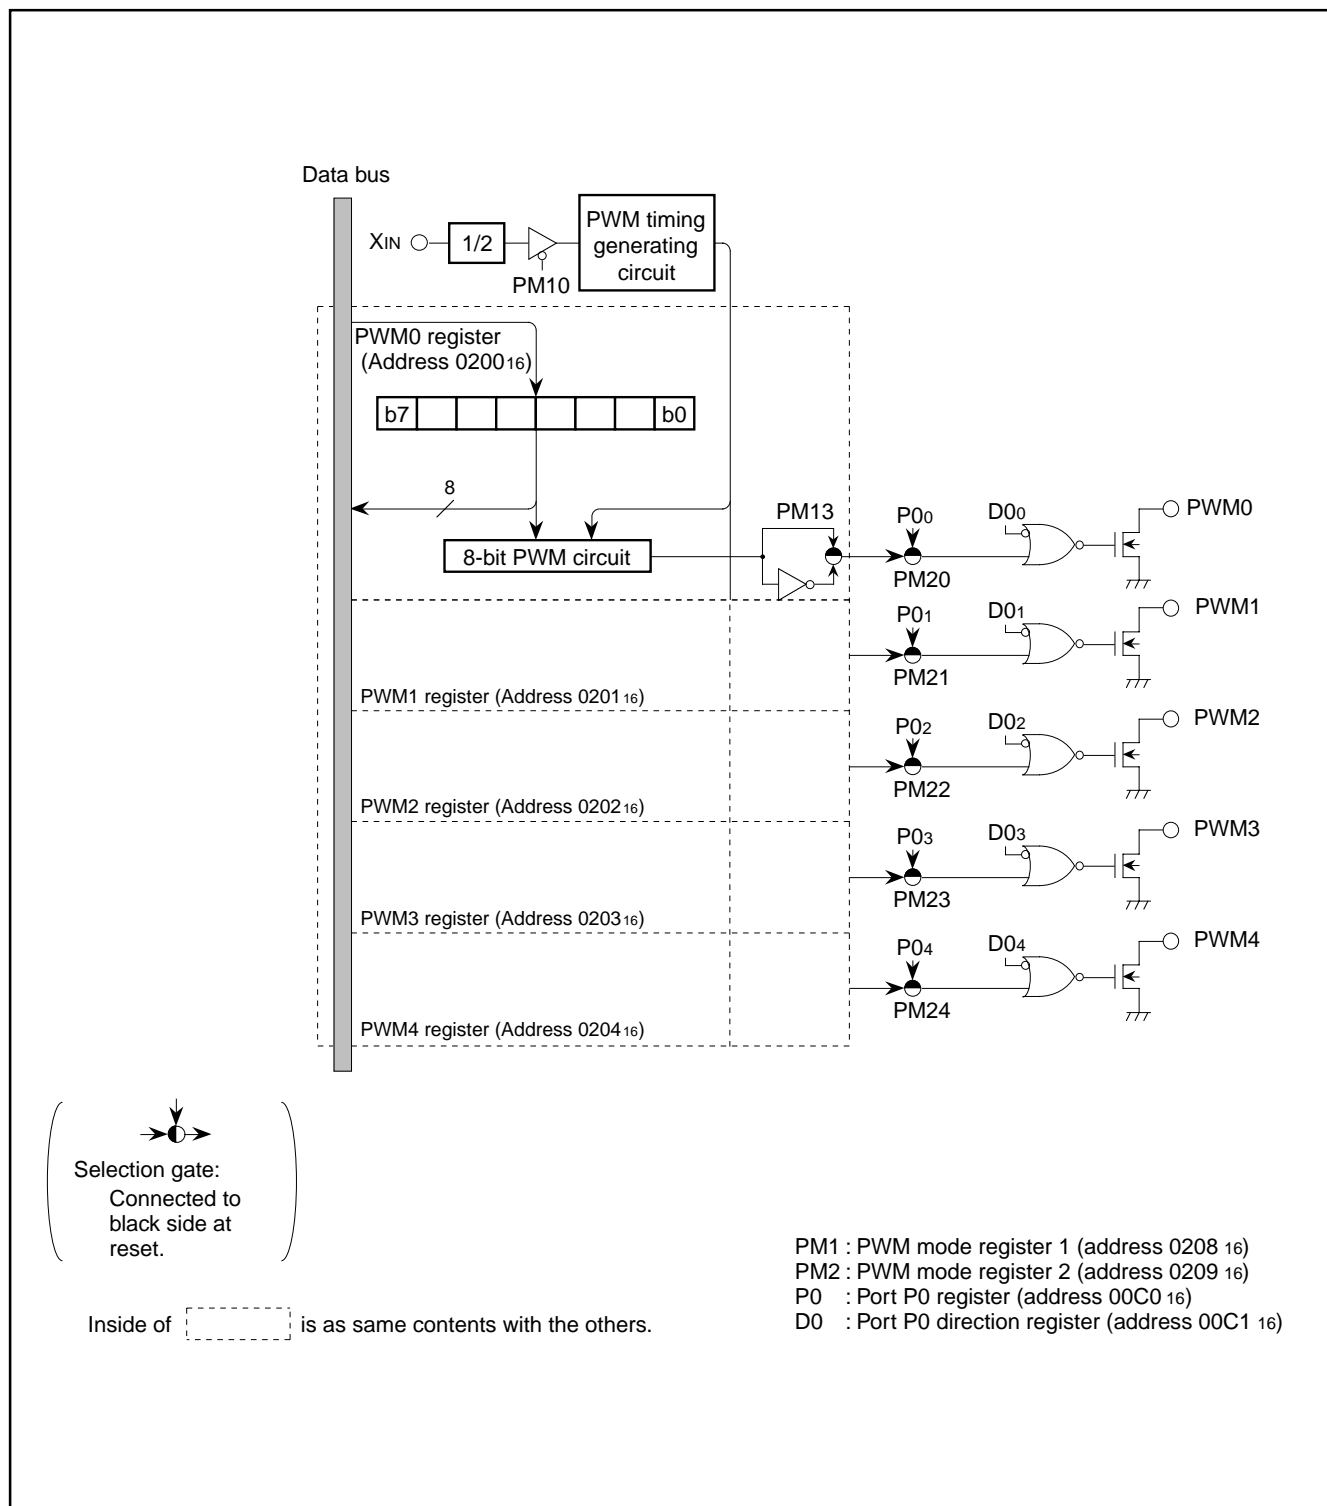 Data bus
XIN
1/2
PWM timing
generating
circuit
PM10
PWM0 register
(Address 020016)
b7
b0
8
PM13
8-bit PWM circuit
P00
PM20
D00
PWM0
P01
PM21
D01
PWM1
PWM1 register (Address 020116)
P02
PM22
D02
PWM2
PWM2 register (Address 020216)
P03
PM23
D03
PWM3
PWM3 register (Address 020316)
P04
PM24
D04
PWM4
PWM4 register (Address 020416)
Selection gate:
Connected to
black side at
reset.
Inside of is as same contents with the others.
PM1 : PWM mode register 1 (address 0208 16)
PM2 : PWM mode register 2 (address 0209 16)
P0 : Port P0 register (address 00C0 16)
D0 : Port P0 direction register (address 00C1 16)